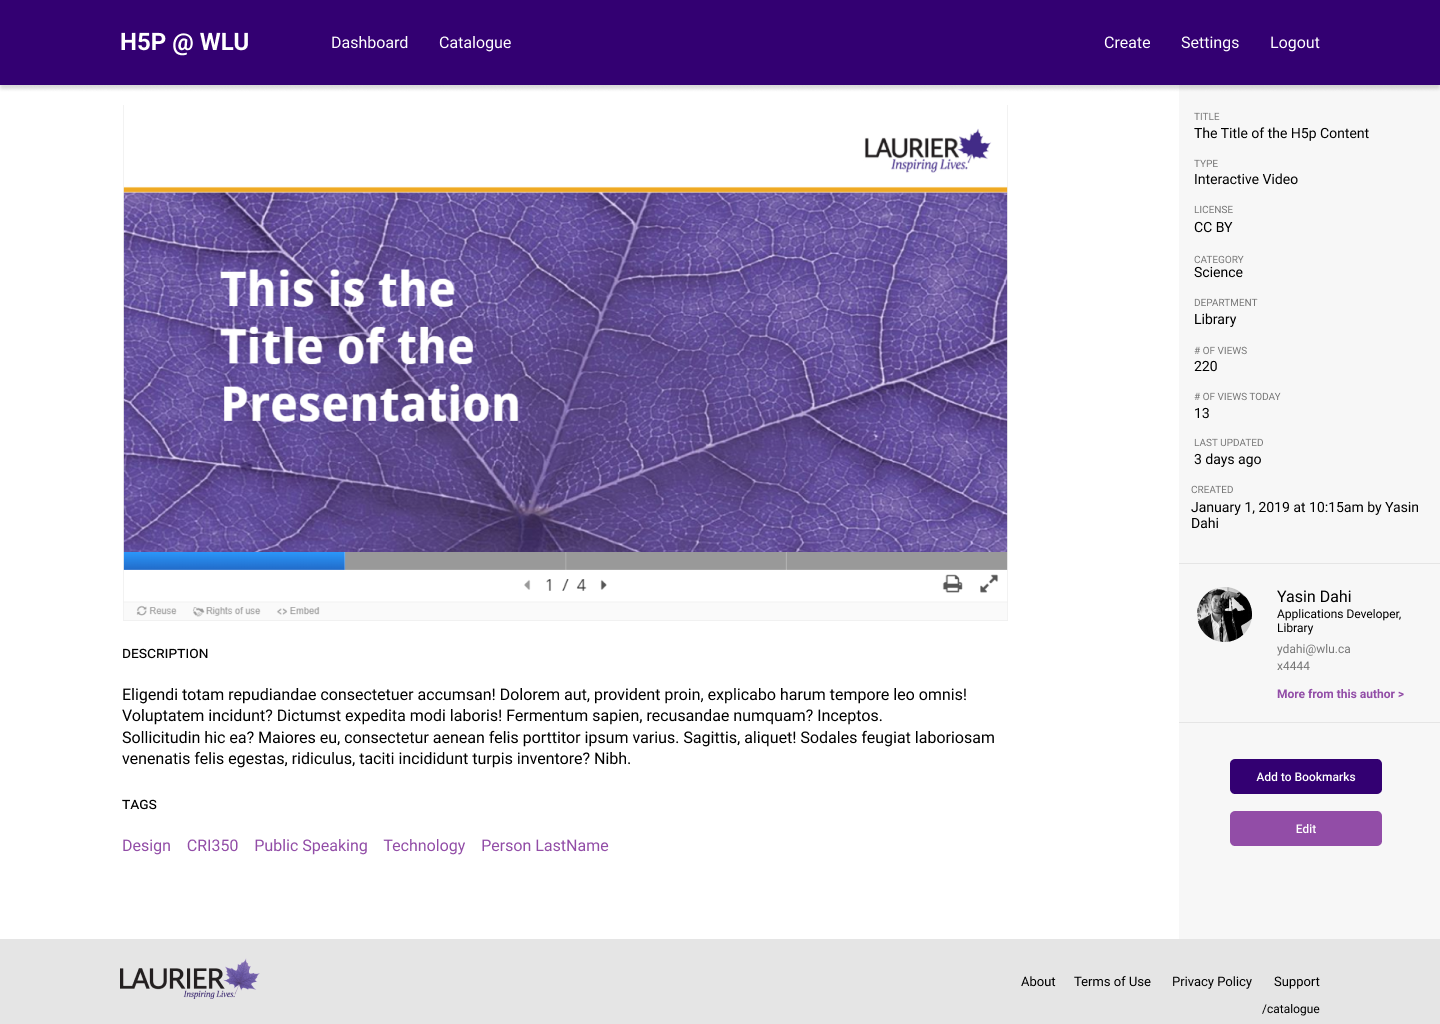 H5P @ WLU
Dashboard
Catalogue
Create
Settings
Logout
LAURIER
Inspiring Lives.
This is the
Title of the
Presentation
1 / 4
Reuse
Rights of use
<> Embed
DESCRIPTION
Eligendi totam repudiandae consectetuer accumsan! Dolorem aut, provident proin, explicabo harum tempore leo omnis!
Voluptatem incidunt? Dictumst expedita modi laboris! Fermentum sapien, recusandae numquam? Inceptos.
Sollicitudin hic ea? Maiores eu, consectetur aenean felis porttitor ipsum varius. Sagittis, aliquet! Sodales feugiat laboriosam
venenatis felis egestas, ridiculus, taciti incididunt turpis inventore? Nibh.
TAGS
Design
CRI350
Public Speaking
Technology
Person LastName
TITLE
The Title of the H5p Content
TYPE
Interactive Video
LICENSE
CC BY
CATEGORY
Science
DEPARTMENT
Library
# OF VIEWS
220
# OF VIEWS TODAY
13
LAST UPDATED
3 days ago
CREATED
January 1, 2019 at 10:15am by Yasin
Dahi
Yasin Dahi
Applications Developer,
Library
ydahi@wlu.ca
x4444
More from this author >
Add to Bookmarks
Edit
LAURIER
Inspiring Lives.
About
Terms of Use
Privacy Policy
Support
/catalogue